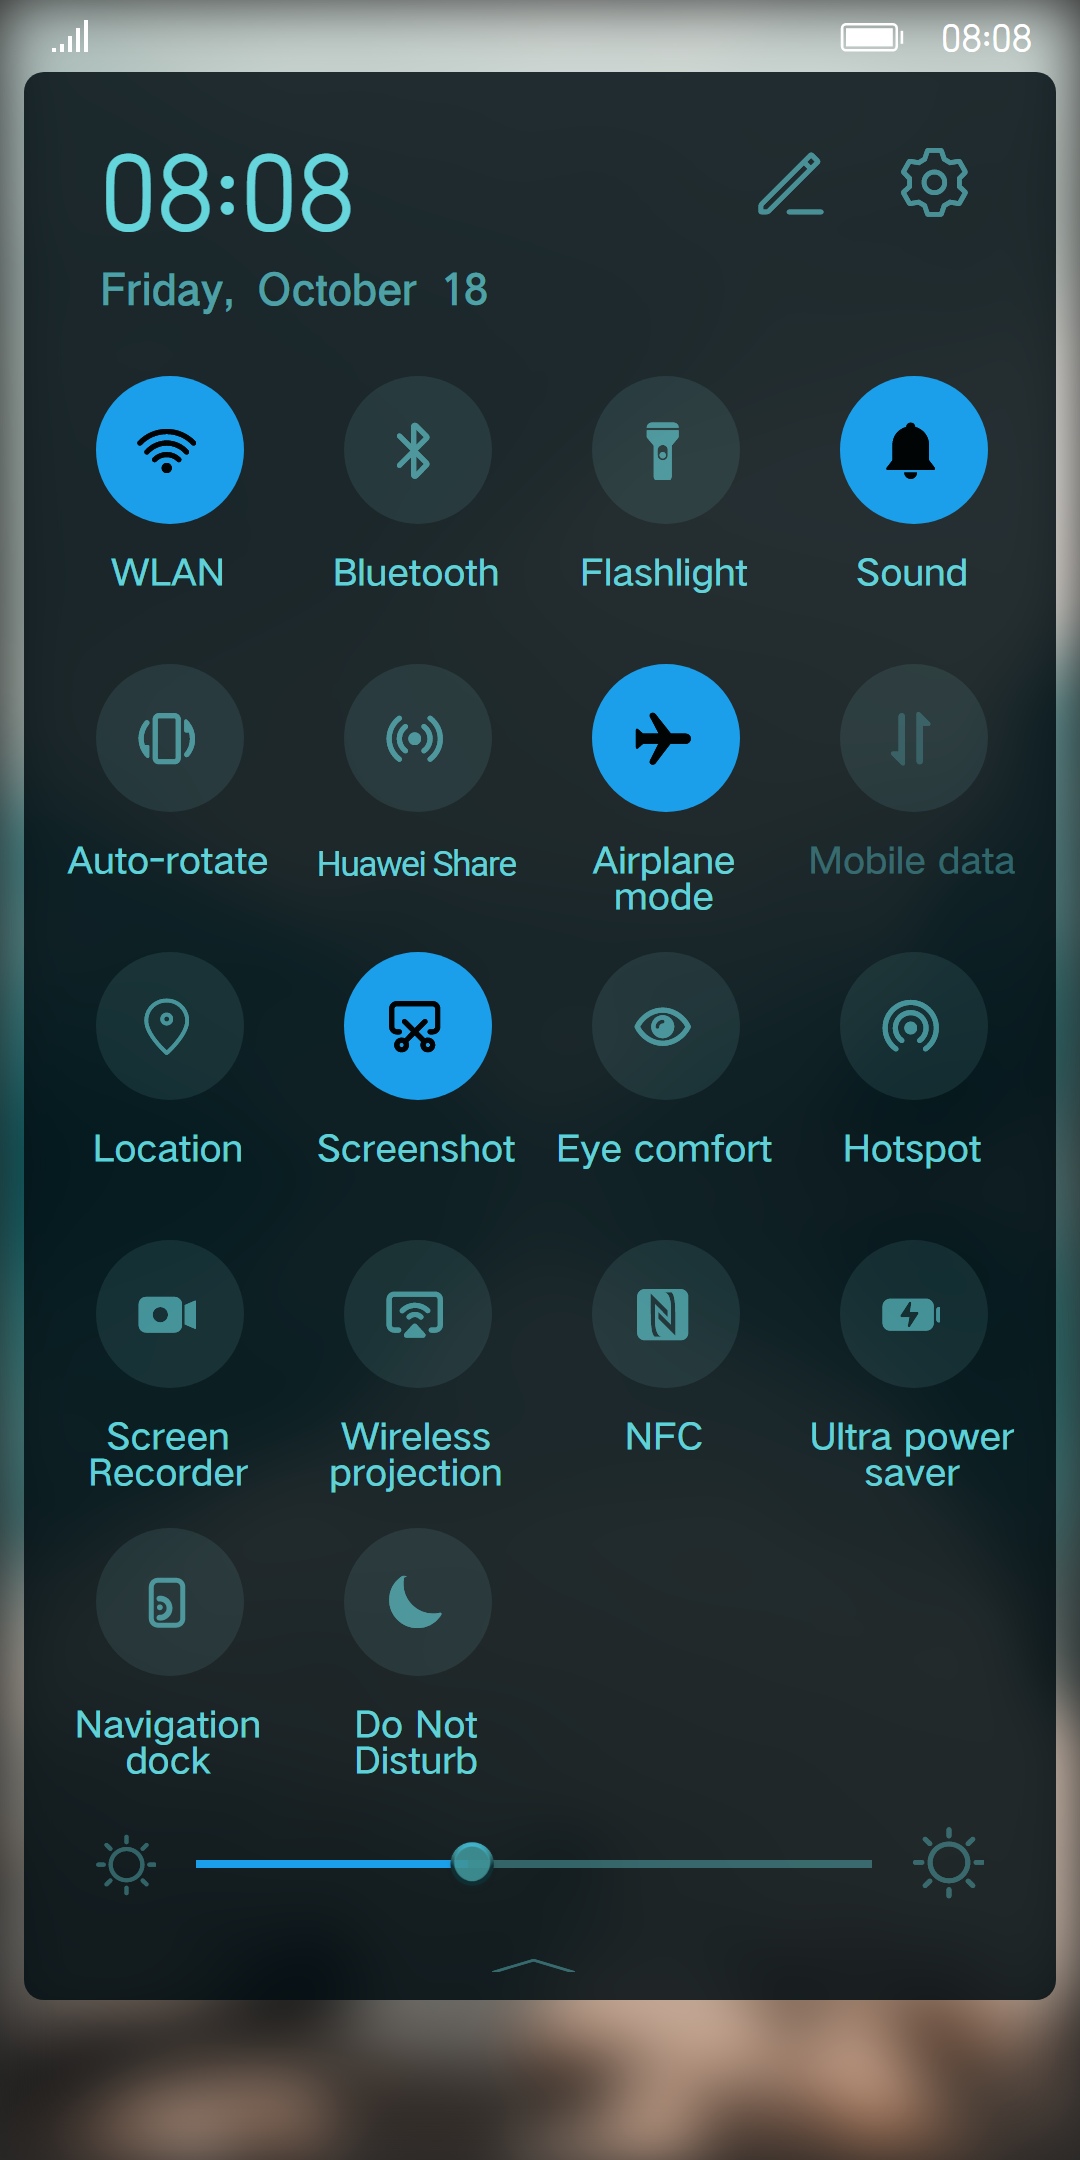 08:08
08:08
Friday, October 18
WLAN
Bluetooth
Flashlight
Sound
Auto-rotate
Huawei Share
Airplane
mode
Mobile data
Location
Screenshot
Eye comfort
Hotspot
Screen
Recorder
Wireless
projection
NFC
Ultra power
saver
Navigation
dock
Do Not
Disturb